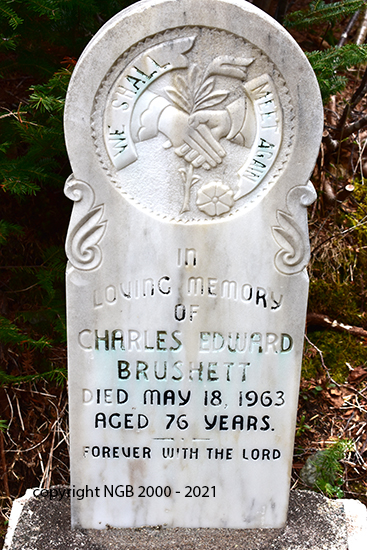 WE SHALL MEET AGAIN
IN
LOVING MEMORY
OF
CHARLES EDWARD
BRUSHETT
DIED MAY 18, 1963
AGED 76 YEARS.
FOREVER WITH THE LORD
copyright NGB 2000 - 2021